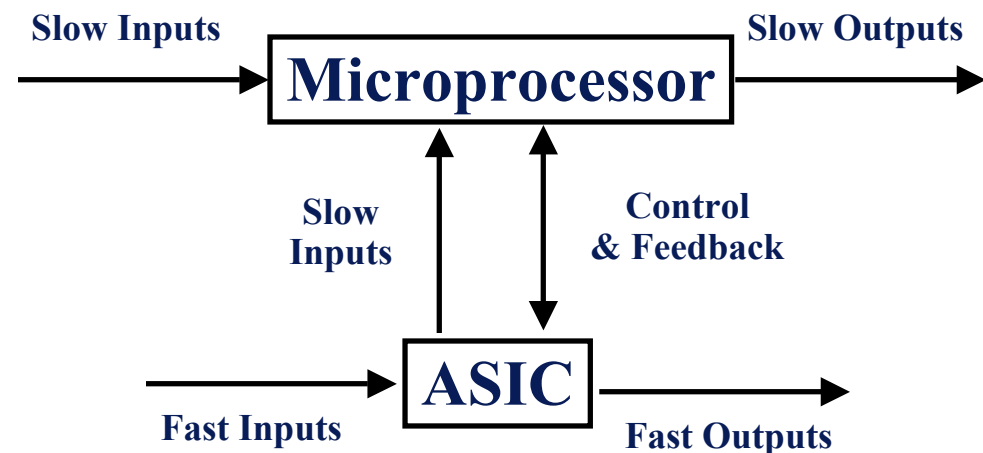 Slow Inputs
Slow Outputs
Microprocessor
Slow
Inputs
Control
& Feedback
ASIC
Fast Inputs
Fast Outputs